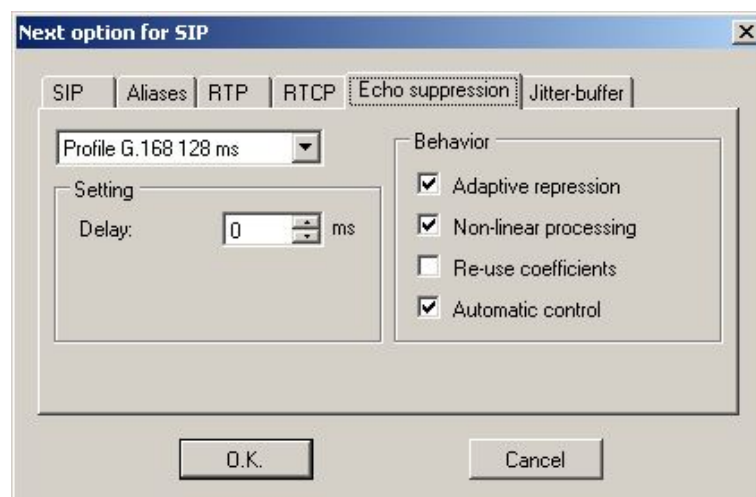 Next option for SIP
SIP
Aliases
RTP
RTCP
Echo suppression
Jitter-buffer
Profile G.168 128 ms
Setting
Delay:
0
ms
Behavior
Adaptive repression
Non-linear processing
Re-use coefficients
Automatic control
O.K.
Cancel